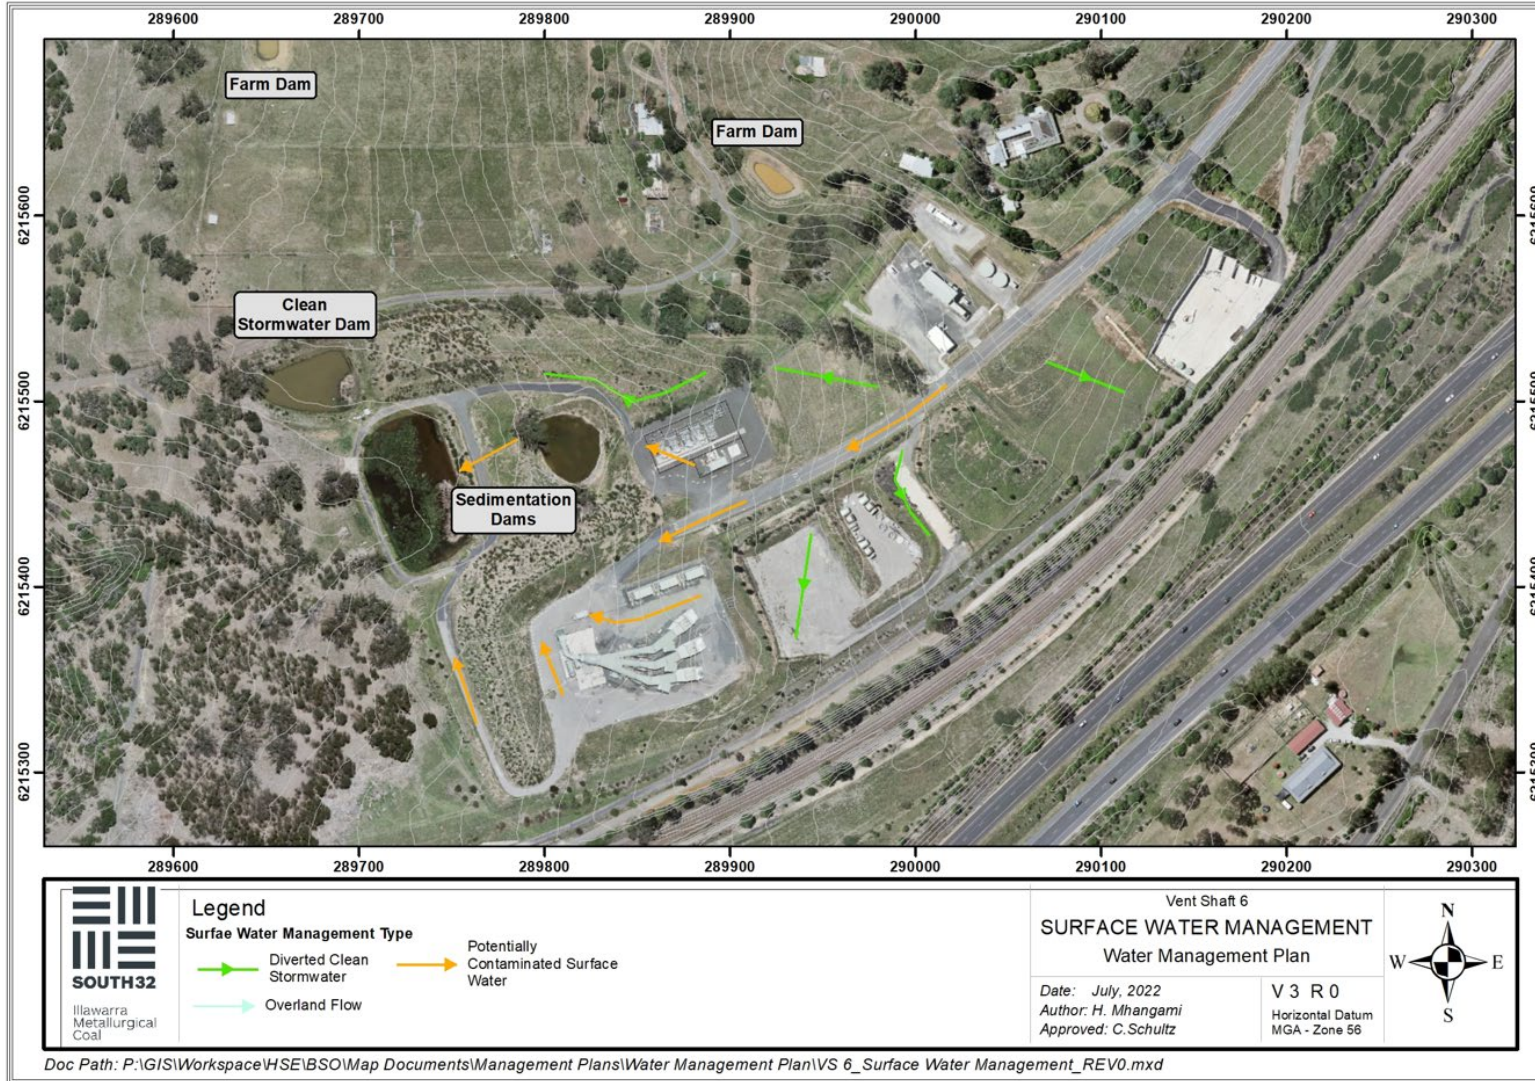 289600 289700 289800 289900 290000 290100 290200 290300
Farm Dam
Farm Dam
6215600
Clean
Stormwater Dam
6215500
Sedimentation
Dams
6215400
6215300
289600 289700 289800 289900 290000 290100 290200 290300
SOUTH32
Illawarra
Metallurgical
Coal
Legend
Surfae Water Management Type
Diverted Clean
Stormwater
Overland Flow
Potentially
Contaminated Surface
Water
Vent Shaft 6
SURFACE WATER MANAGEMENT
Water Management Plan
Date: July, 2022
Author: H. Mhangami
Approved: C.Schultz
V 3 R 0
Horizontal Datum
MGA - Zone 56
N
W E
S
Doc Path: P:\GIS\Workspace\HSE\BSO\Map Documents\Management Plans\Water Management Plan\VS 6_Surface Water Management_REV0.mxd